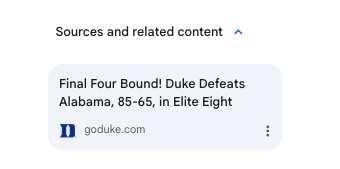 Sources and related content
Final Four Bound! Duke Defeats
Alabama, 85-65, in Elite Eight
goduke.com